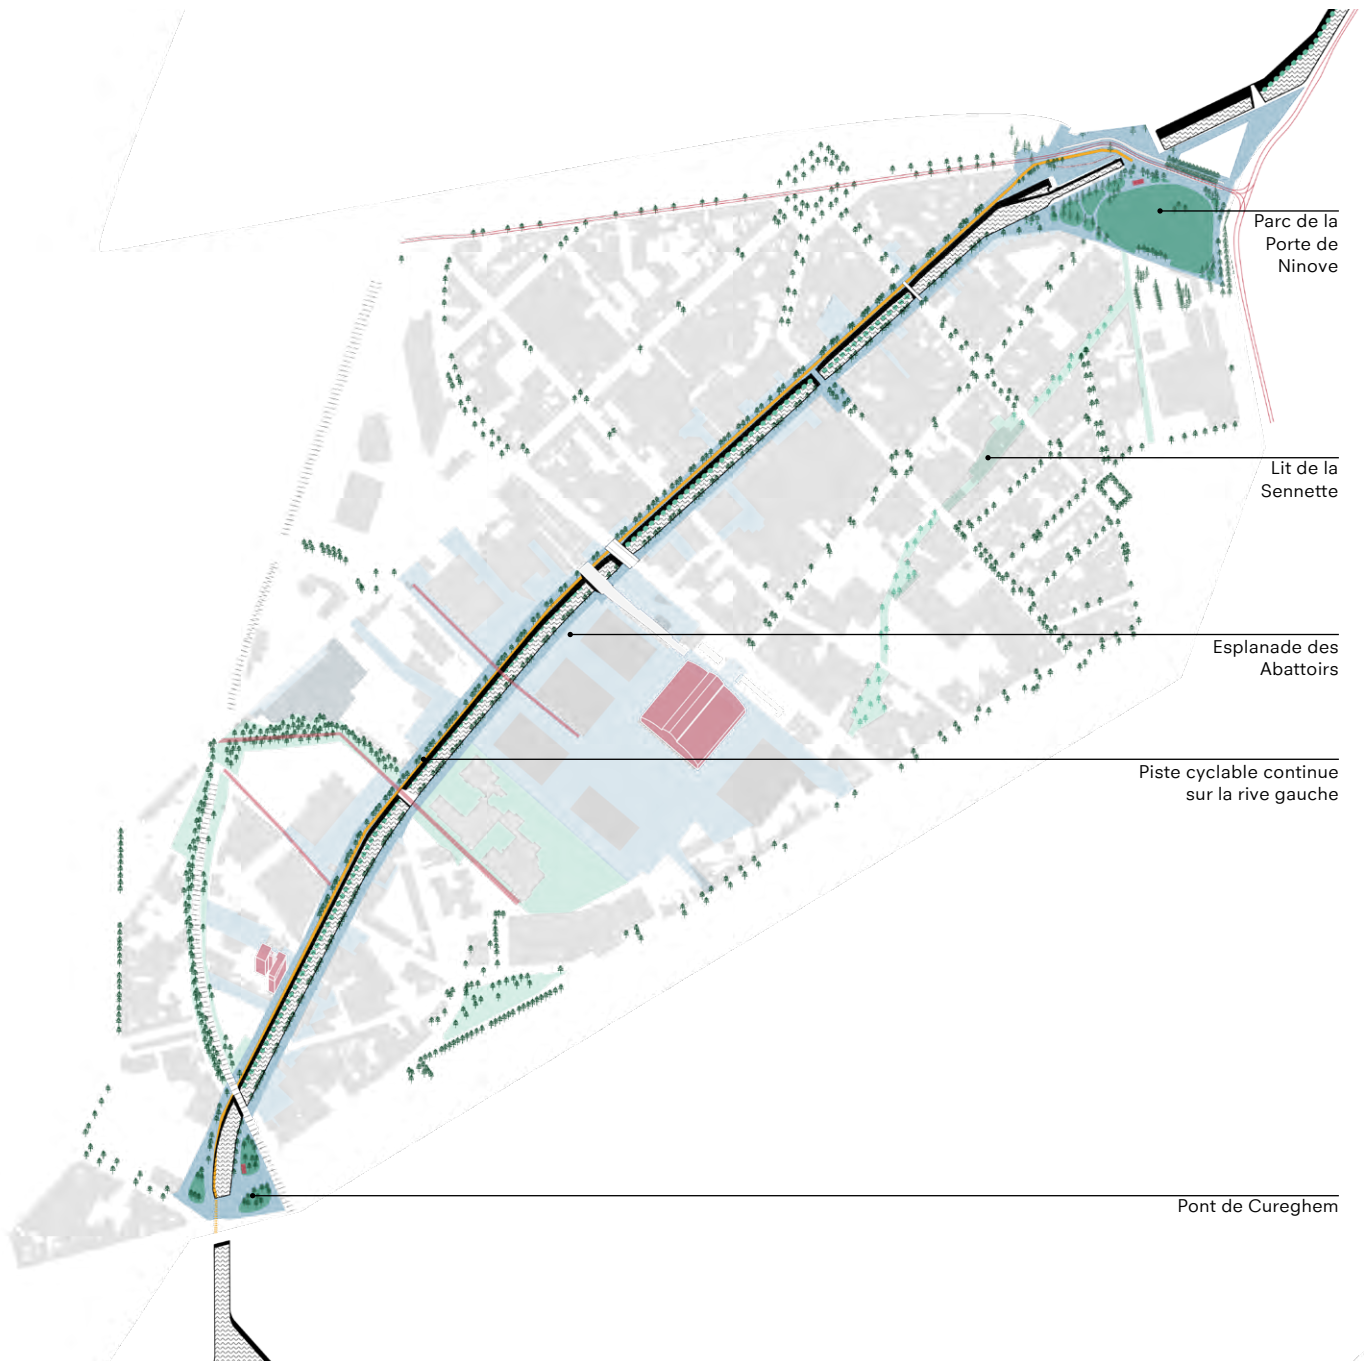 Parc de la
Porte de
Ninove
Lit de la
Sennette
Esplanade des
Abattoirs
Piste cyclable continue
sur la rive gauche
Pont de Cureghem